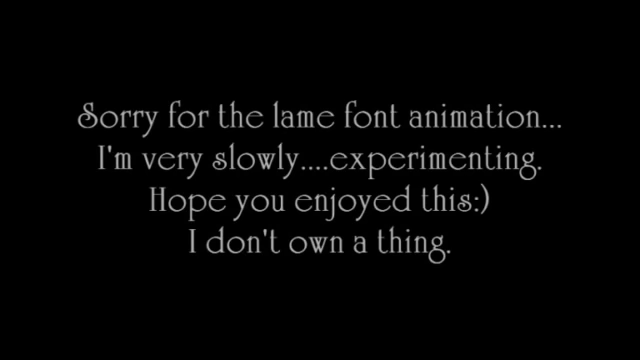 Sorry for the lame font animation...
I'm very slowly....experimenting.
Hope you enjoyed this:)
I don't own a thing.